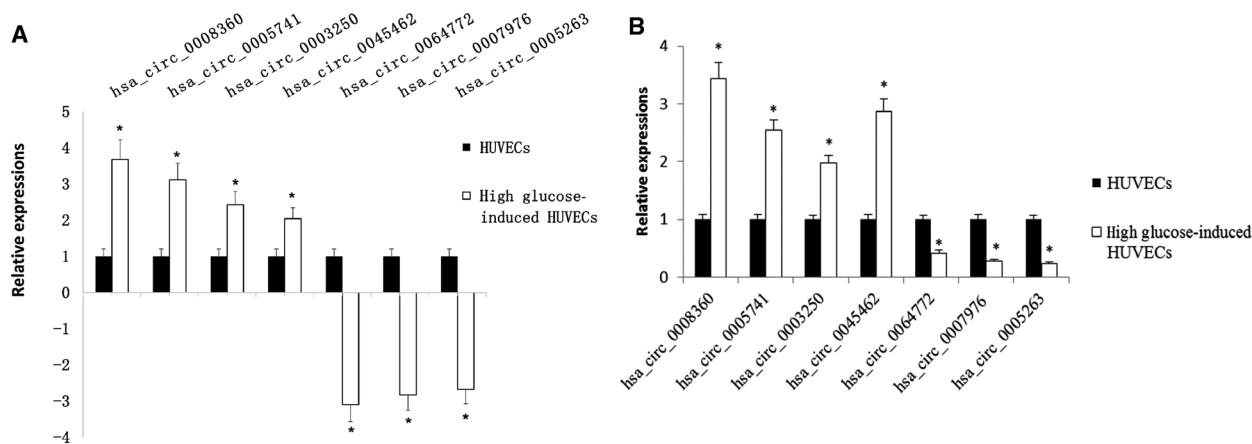 A
hsa_circ_0008360
hsa_circ_0005741
hsa_circ_0003250
hsa_circ_0045462
hsa_circ_0064772
hsa_circ_0007976
hsa_circ_0005263
Relative expressions
5
4
3
2
1
0
-1
-2
-3
-4
*
*
*
*
*
*
*
HUVECs
High glucose-
induced HUVECs
B
Relative expressions
4
3
2
1
0
*
*
*
*
*
*
*
hsa_circ_0008360
hsa_circ_0005741
hsa_circ_0003250
hsa_circ_0045462
hsa_circ_0064772
hsa_circ_0007976
hsa_circ_0005263
HUVECs
High glucose-induced
HUVECs